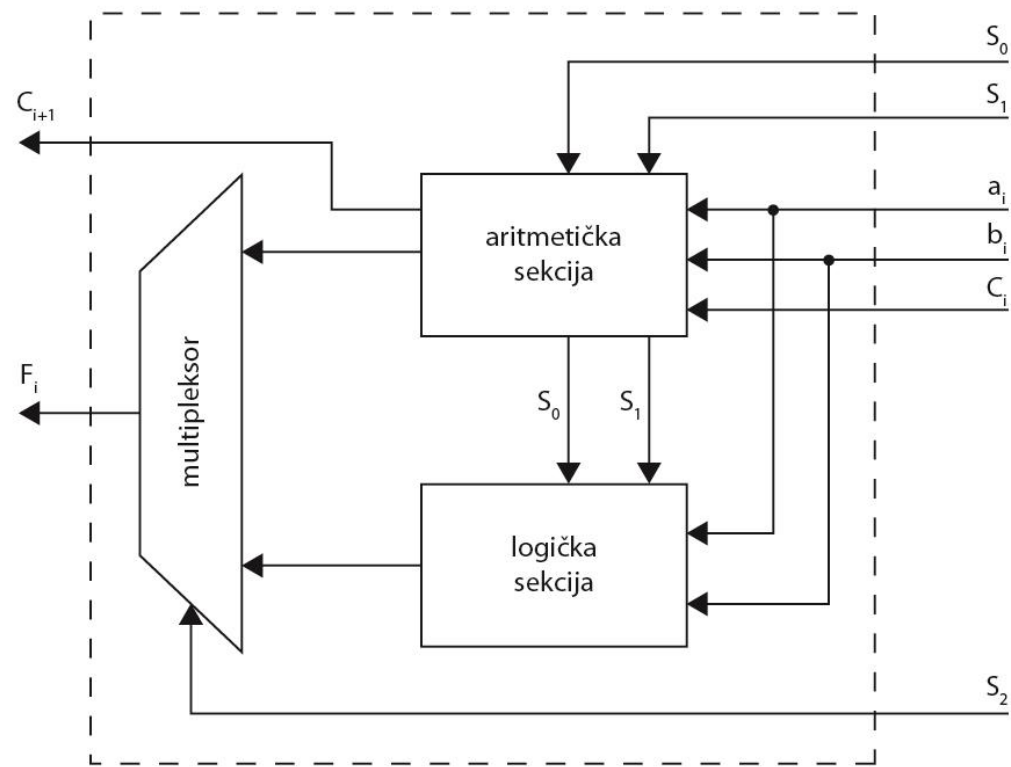 S₀
S₁
Cᵢ₊₁
aᵢ
bᵢ
Cᵢ
aritmetička
sekcija
Fᵢ
multipleksor
S₀
S₁
logička
sekcija
S₂